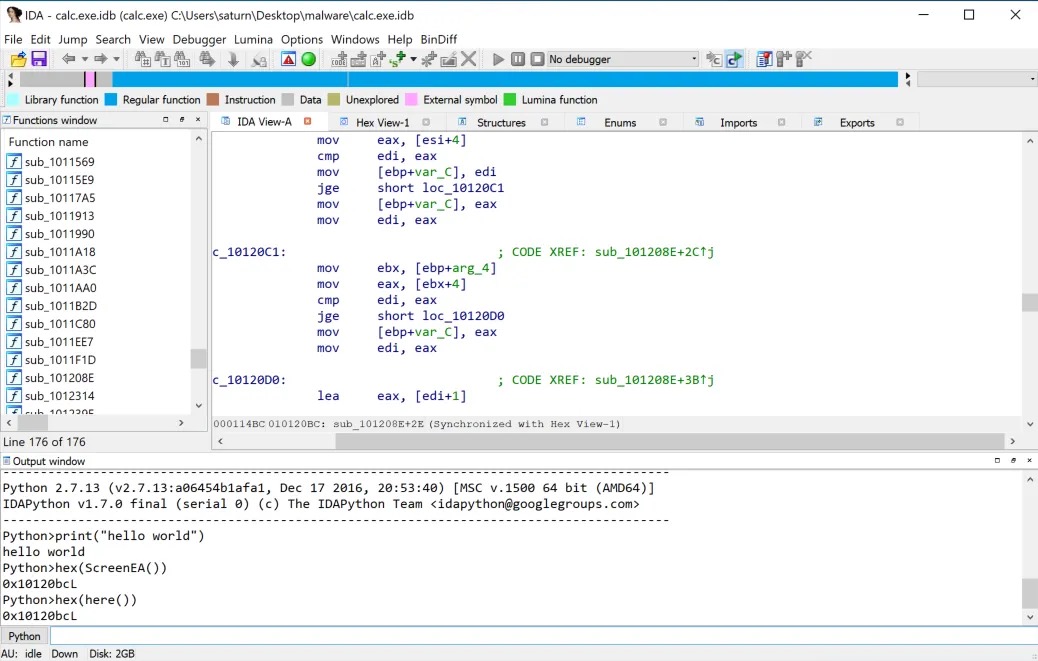 IDA - calc.exe.idb (calc.exe) C:\Users\saturn\Desktop\malware\calc.exe.idb
File Edit Jump Search View Debugger Lumina Options Windows Help BinDiff
No debugger
Library function Regular function Instruction Data Unexplored External symbol Lumina function
Functions window
IDA View-A Hex View-1 Structures Enums Imports Exports
Function name
sub_1011569
sub_10115E9
sub_10117A5
sub_1011913
sub_1011990
sub_1011A18
sub_1011A3C
sub_1011AA0
sub_1011B2D
sub_1011C80
sub_1011EE7
sub_1011F1D
sub_101208E
sub_1012314
Line 176 of 176
mov eax, [esi+4]
cmp edi, eax
mov [ebp+var_C], edi
jge short loc_10120C1
mov [ebp+var_C], eax
mov edi, eax
c_10120C1: ; CODE XREF: sub_101208E+2C↑j
mov ebx, [ebp+arg_4]
mov eax, [ebx+4]
cmp edi, eax
jge short loc_10120D0
mov [ebp+var_C], eax
mov edi, eax
c_10120D0: ; CODE XREF: sub_101208E+3B↑j
lea eax, [edi+1]
000114BC 010120BC: sub_101208E+2E (Synchronized with Hex View-1)
Output window
---------------------------------------------------------------------------------
Python 2.7.13 (v2.7.13:a06454b1afa1, Dec 17 2016, 20:53:40) [MSC v.1500 64 bit (AMD64)]
IDAPython v1.7.0 final (serial 0) (c) The IDAPython Team <idapython@googlegroups.com>
---------------------------------------------------------------------------------
Python>print("hello world")
hello world
Python>hex(ScreenEA())
0x10120bcL
Python>hex(here())
0x10120bcL
Python
AU: idle Down Disk: 2GB